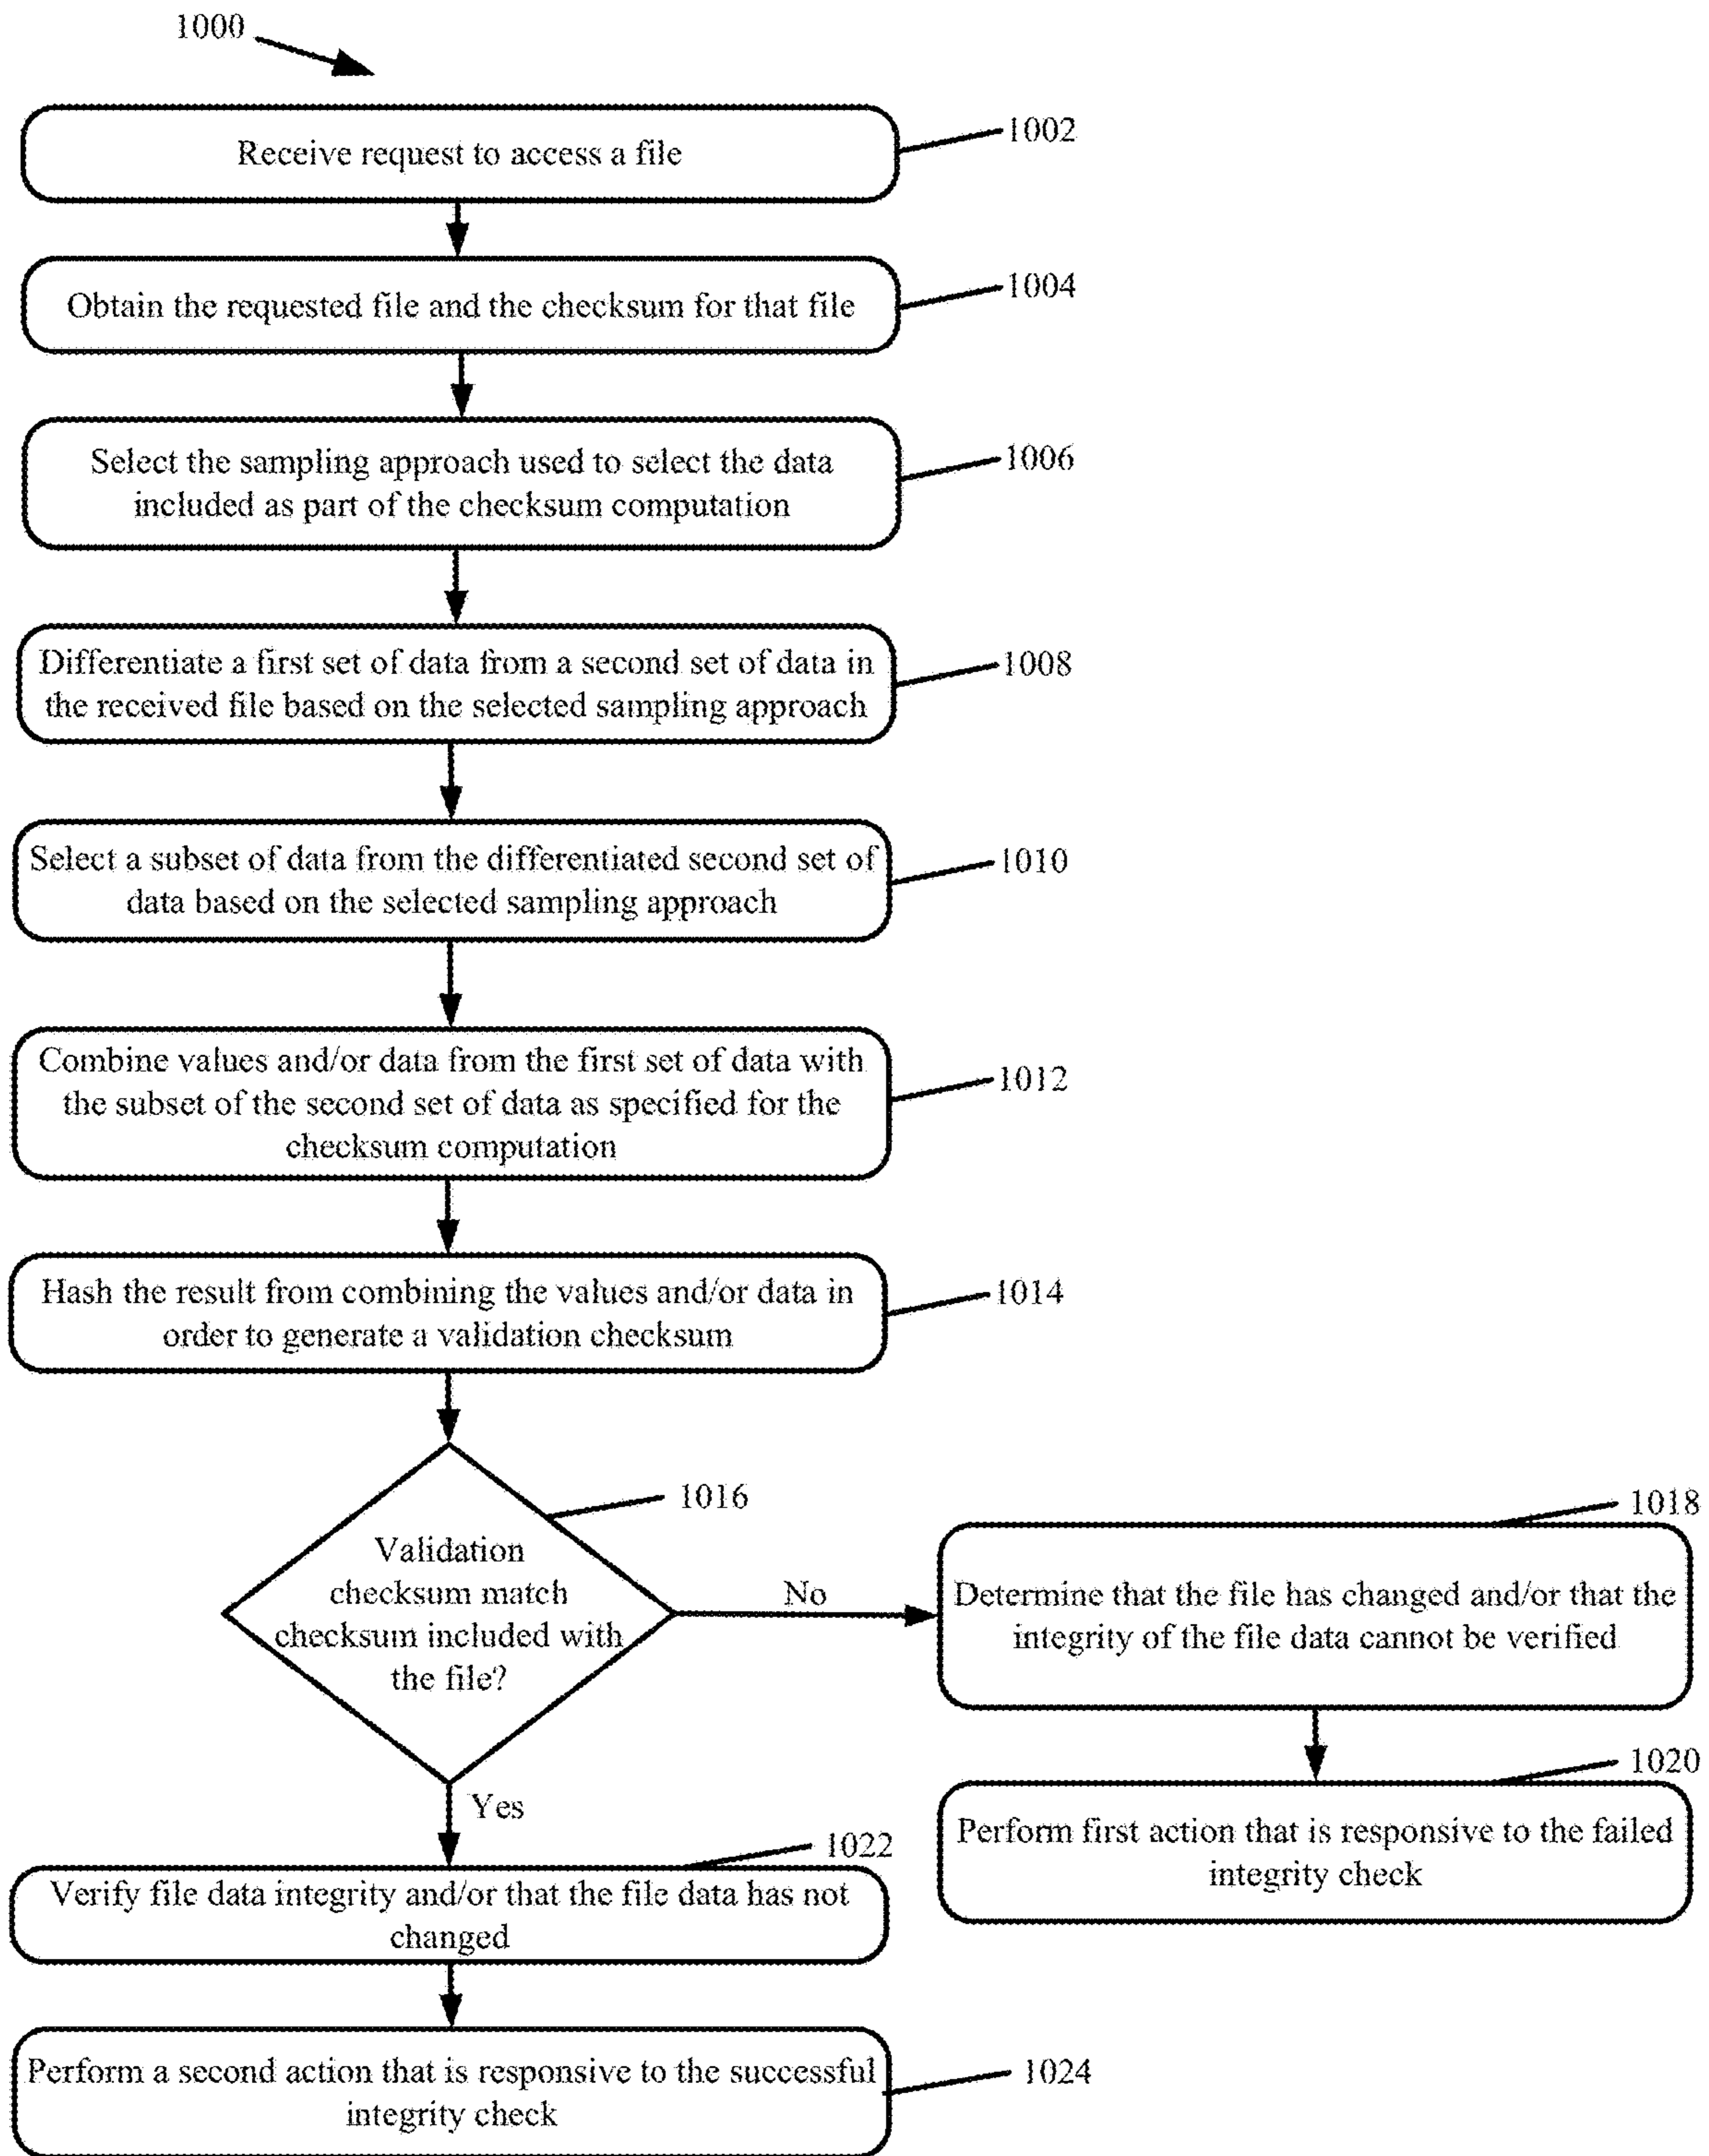 1000
Receive request to access a file
1002
Obtain the requested file and the checksum for that file
1004
Select the sampling approach used to select the data
included as part of the checksum computation
1006
Differentiate a first set of data from a second set of data in
the received file based on the selected sampling approach
1008
Select a subset of data from the differentiated second set of
data based on the selected sampling approach
1010
Combine values and/or data from the first set of data with
the subset of the second set of data as specified for the
checksum computation
1012
Hash the result from combining the values and/or data in
order to generate a validation checksum
1014
1016
Validation
checksum match
checksum included with
the file?
No
1018
Determine that the file has changed and/or that the
integrity of the file data cannot be verified
1020
Perform first action that is responsive to the failed
integrity check
Yes
1022
Verify file data integrity and/or that the file data has not
changed
Perform a second action that is responsive to the successful
integrity check
1024